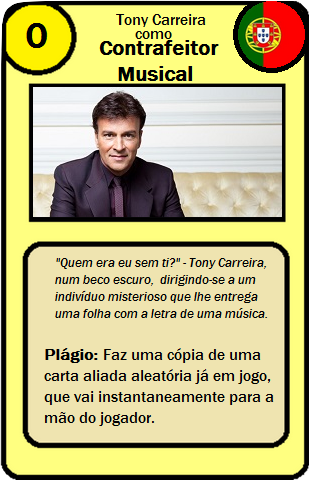 0
Tony Carreira
como
Contrafeitor
Musical
"Quem era eu sem ti?" - Tony Carreira,
num beco escuro, dirigindo-se a um
indivíduo misterioso que lhe entrega
uma folha com a letra de uma música.
Plágio: Faz uma cópia de uma
carta aliada aleatória já em jogo,
que vai instantaneamente para a
mão do jogador.